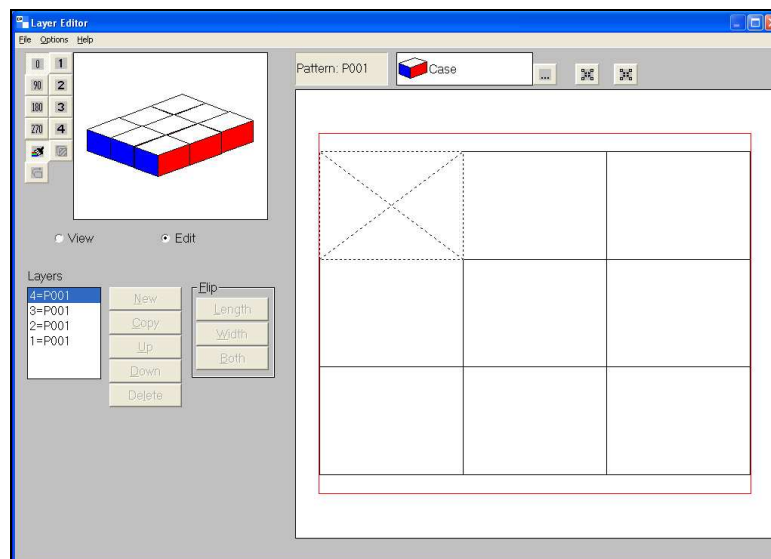 Layer Editor
File Options Help
0 1
90 2
180 3
270 4
Pattern: P001
Case
...
View Edit
Layers
4=P001
3=P001
2=P001
1=P001
New
Copy
Up
Down
Delete
Flip
Length
Width
Both